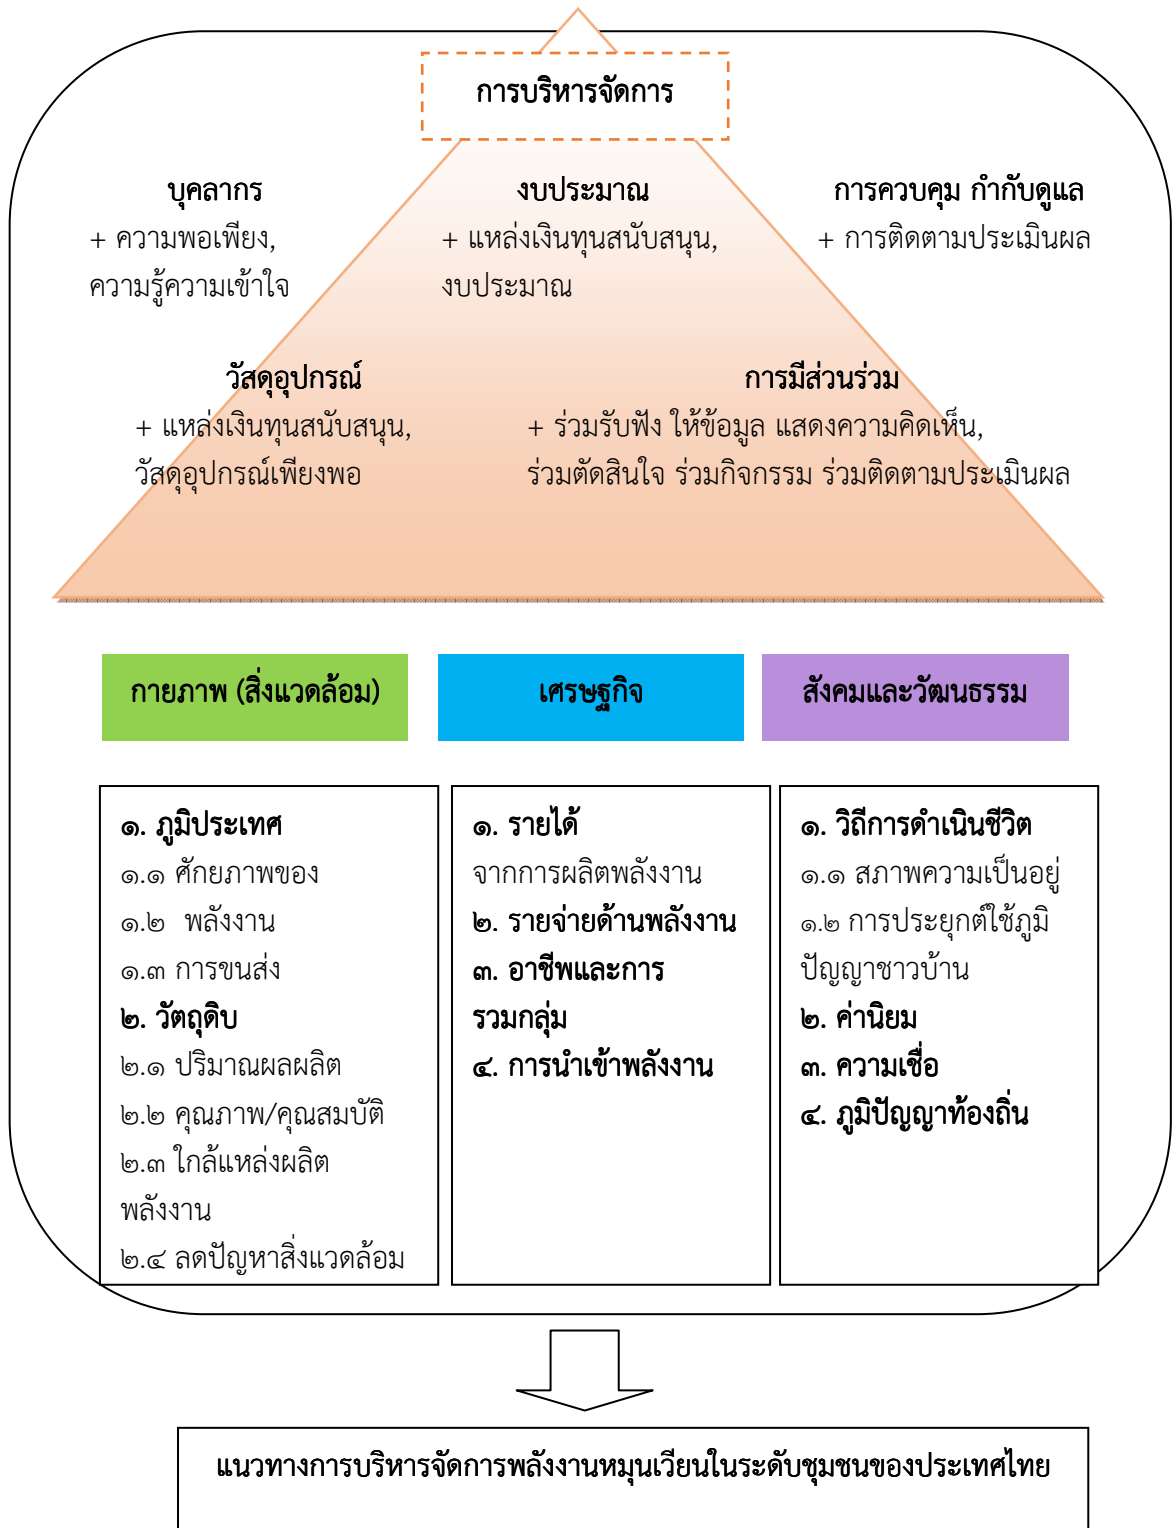 การบริหารจัดการ
บุคลากร
+ ความพอเพียง,
ความรู้ความเข้าใจ
งบประมาณ
+ แหล่งเงินทุนสนับสนุน,
งบประมาณ
การควบคุม กำกับดูแล
+ การติดตามประเมินผล
วัสดุอุปกรณ์
+ แหล่งเงินทุนสนับสนุน,
วัสดุอุปกรณ์เพียงพอ
การมีส่วนร่วม
+ ร่วมรับฟัง ให้ข้อมูล แสดงความคิดเห็น,
ร่วมตัดสินใจ ร่วมกิจกรรม ร่วมติดตามประเมินผล
กายภาพ (สิ่งแวดล้อม)
๑. ภูมิประเทศ
๑.๑ ศักยภาพของ
๑.๒ พลังงาน
๑.๓ การขนส่ง
๒. วัตถุดิบ
๒.๑ ปริมาณผลผลิต
๒.๒ คุณภาพ/คุณสมบัติ
๒.๓ ใกล้แหล่งผลิต
พลังงาน
๒.๔ ลดปัญหาสิ่งแวดล้อม
เศรษฐกิจ
๑. รายได้
จากการผลิตพลังงาน
๒. รายจ่ายด้านพลังงาน
๓. อาชีพและการ
รวมกลุ่ม
๔. การนำเข้าพลังงาน
สังคมและวัฒนธรรม
๑. วิถีการดำเนินชีวิต
๑.๑ สภาพความเป็นอยู่
๑.๒ การประยุกต์ใช้ภูมิ
ปัญญาชาวบ้าน
๒. ค่านิยม
๓. ความเชื่อ
๔. ภูมิปัญญาท้องถิ่น
แนวทางการบริหารจัดการพลังงานหมุนเวียนในระดับชุมชนของประเทศไทย